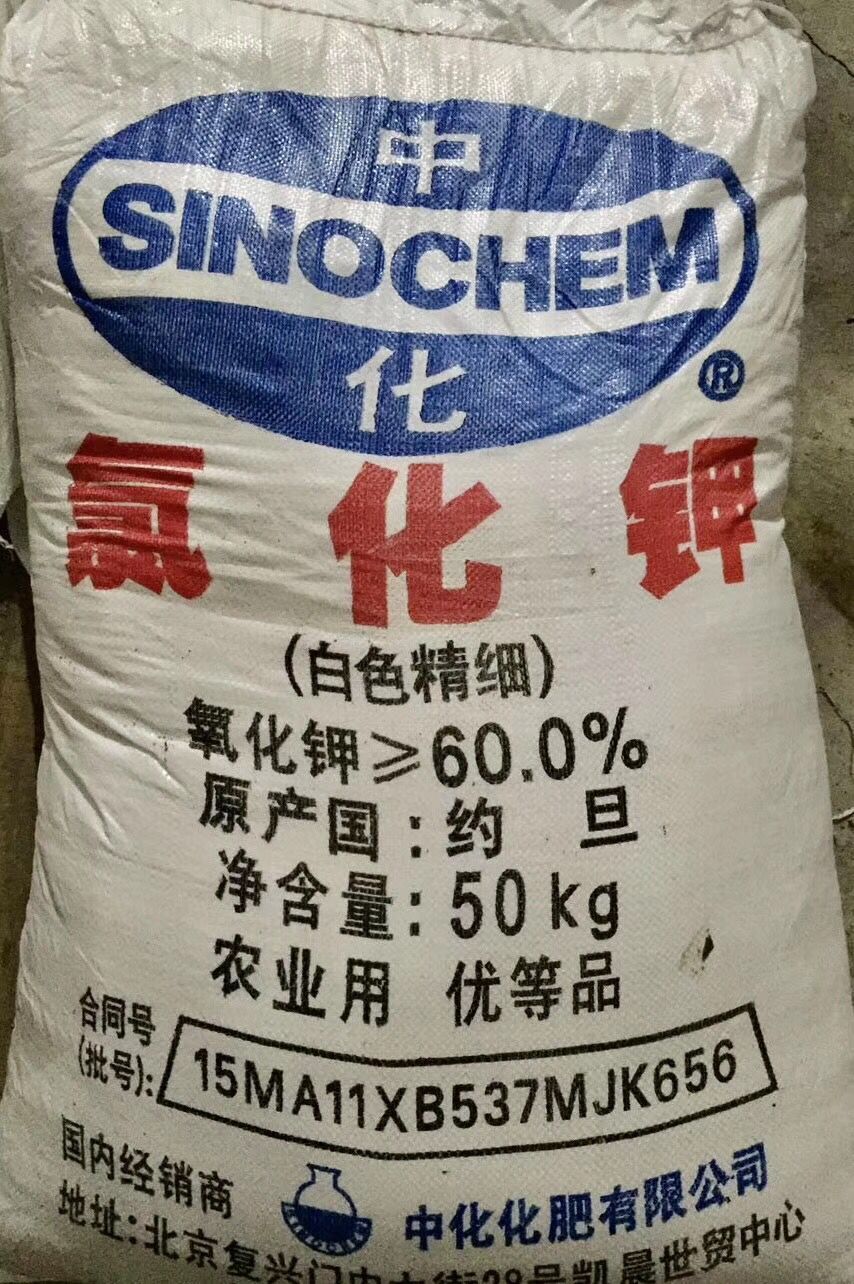 中
SINOCHEM
化
®
氯化钾
(白色精细)
氧化钾≥60.0%
原产国:约 旦
净含量:50kg
农业用 优等品
合同号
(批号): 15MA11XB537MJK656
国内经销商 中化化肥有限公司
地址:北京复兴门内大街28号凯晨世贸中心